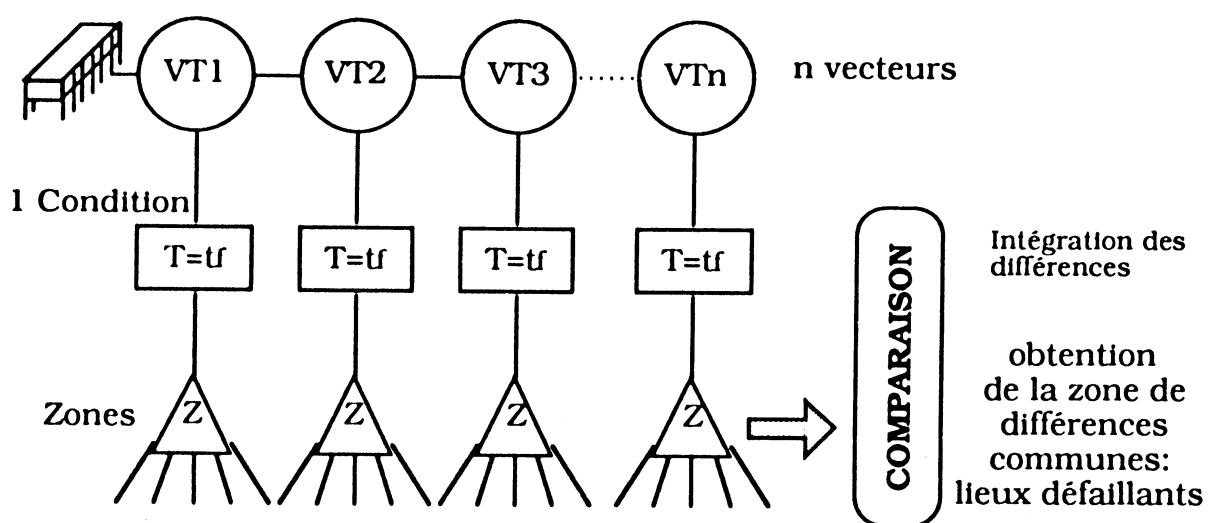 VT1 VT2 VT3 ...... VTn n vecteurs
1 Condition
T=tf T=tf T=tf T=tf
Intégration des
différences
COMPARAISON
Zones Z Z Z Z
obtention
de la zone de
différences
communes:
lieux défaillants